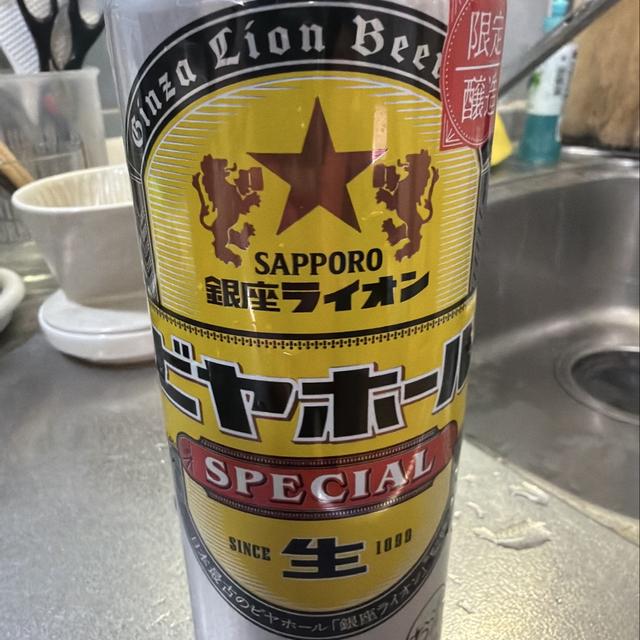 Ginza Lion Beer
限定
醸造
SAPPORO
銀座ライオン
ビヤホール
SPECIAL
SINCE 生 1899
日本最古のビヤホール「銀座ライオン」